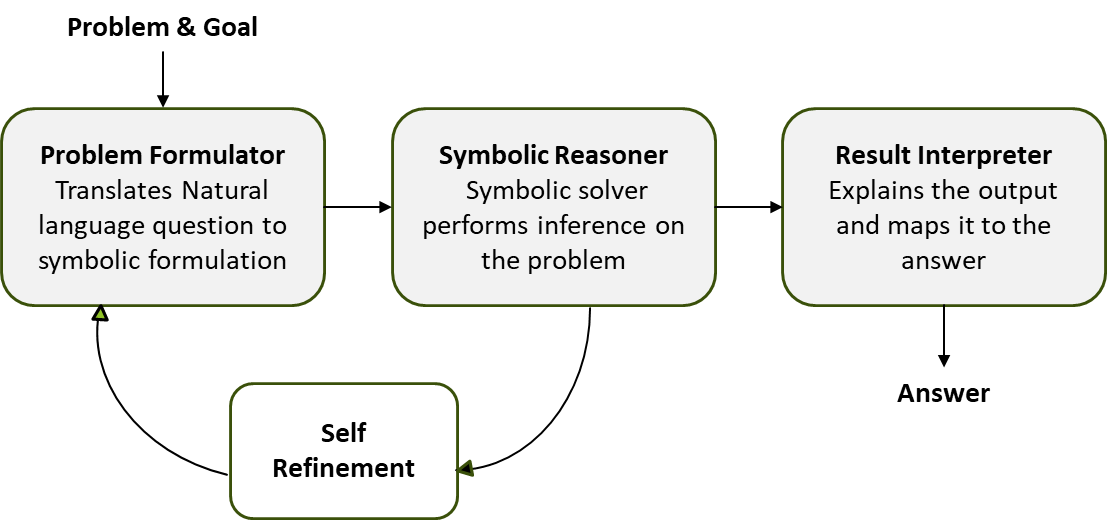 Problem & Goal
Problem Formulator
Translates Natural
language question to
symbolic formulation
Symbolic Reasoner
Symbolic solver
performs inference on
the problem
Result Interpreter
Explains the output
and maps it to the
answer
Self
Refinement
Answer